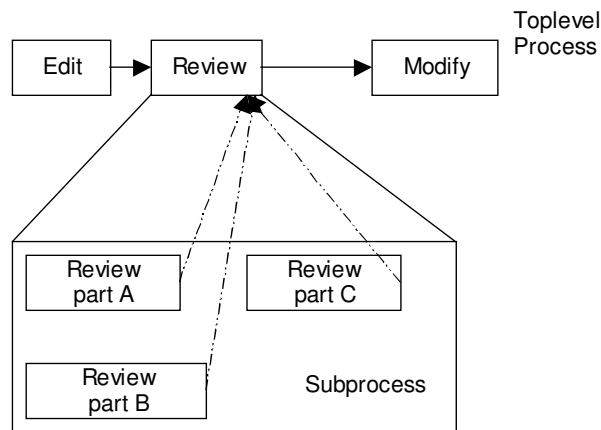 Toplevel
Process
Edit
Review
Modify
Review
part A
Review
part C
Review
part B
Subprocess